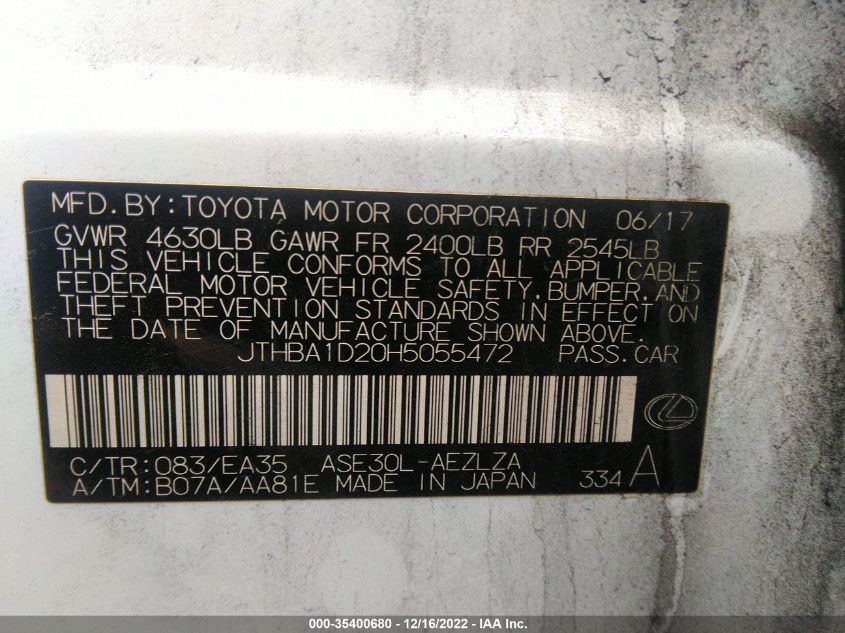 MFD.BY:TOYOTA MOTOR CORPORATION 06/17
GVWR 4630LB GAWR FR 2400LB RR 2545LB
THIS VEHICLE CONFORMS TO ALL APPLICABLE
FEDERAL MOTOR VEHICLE SAFETY,BUMPER,AND
THEFT PREVENTION STANDARDS IN EFFECT ON
THE DATE OF MANUFACTURE SHOWN ABOVE.
JTHBA1D20H5055472 PASS.CAR
C/TR:083/EA35 ASE30L-AEZLZA
A/TM:B07A/AA81E MADE IN JAPAN 334 A
000-35400680 - 12/16/2022 - IAA Inc.